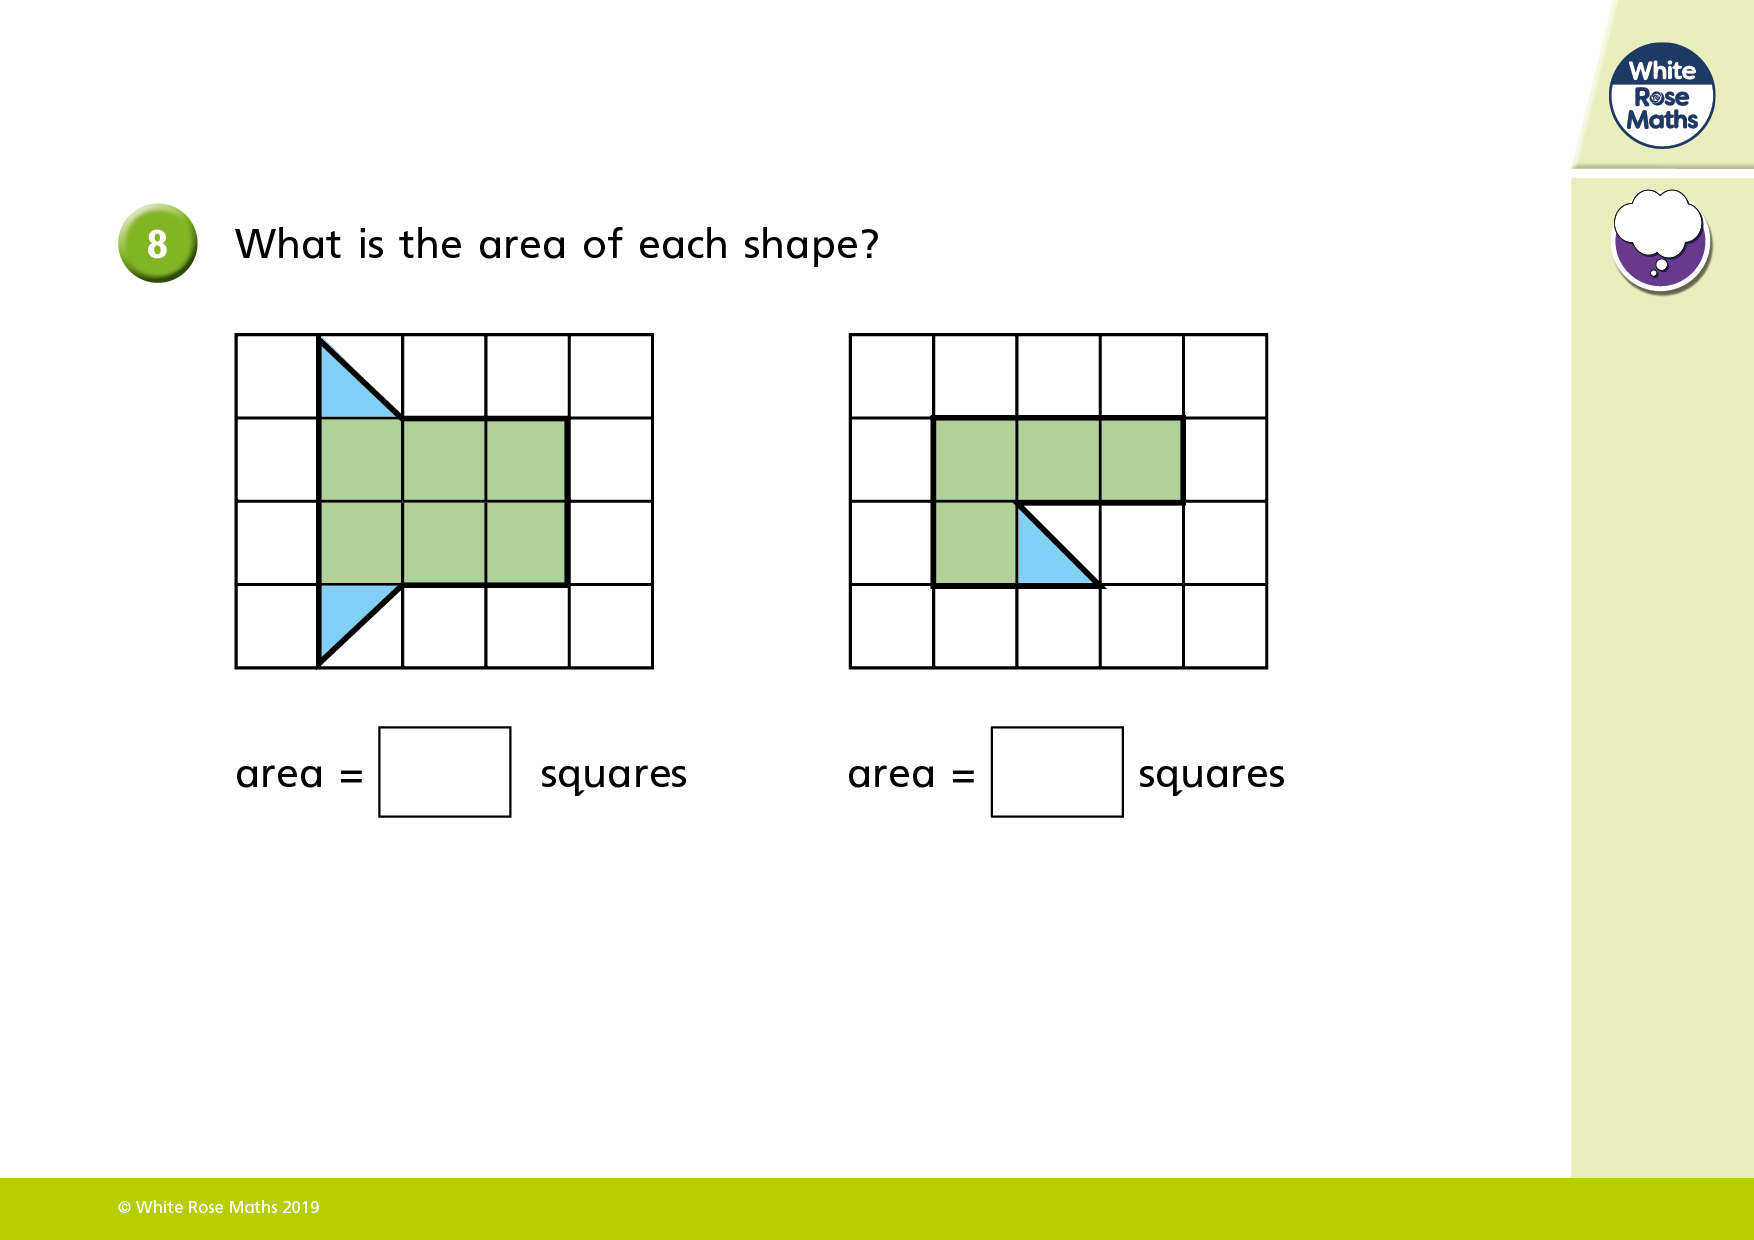 White
Rose
Maths
8 What is the area of each shape?
area = squares area = squares
© White Rose Maths 2019